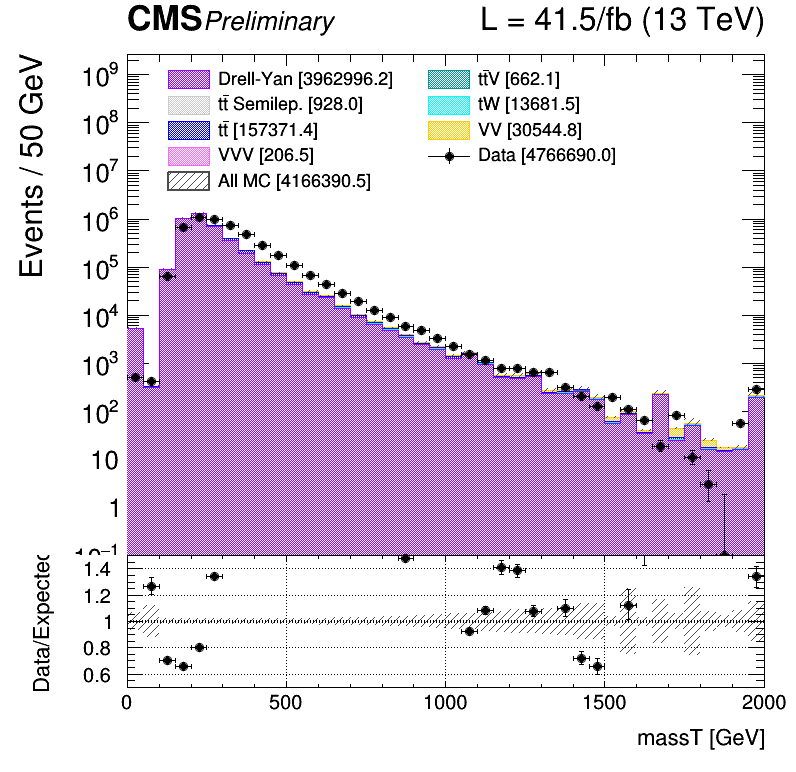 CMS Preliminary L = 41.5/fb (13 TeV)
Events / 50 GeV
10⁹
10⁸
10⁷
10⁶
10⁵
10⁴
10³
10²
10
1
10⁻¹
Drell-Yan [3962996.2]
tt̄ Semilep. [928.0]
tt̄ [157371.4]
VVV [206.5]
All MC [4166390.5]
tt̄V [662.1]
tW [13681.5]
VV [30544.8]
Data [4766690.0]
Data/Expected
1.4
1.2
1
0.8
0.6
0 500 1000 1500 2000
massT [GeV]